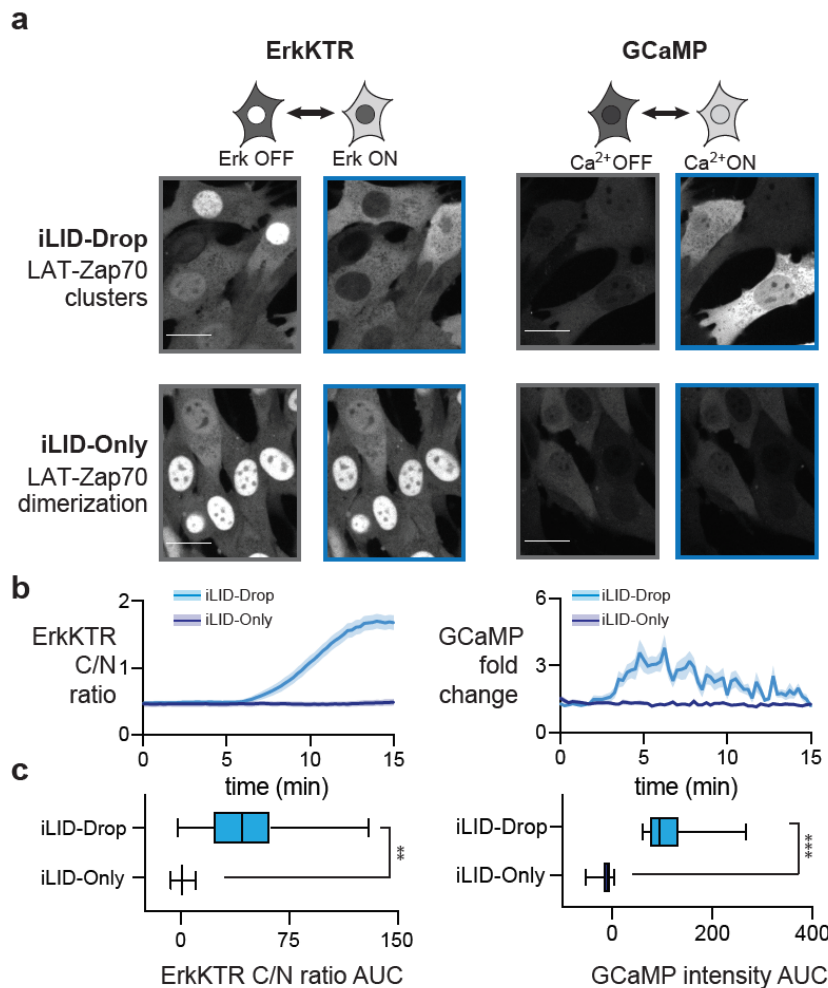 a
ErkKTR
GCaMP
Erk OFF
Erk ON
Ca2+OFF
Ca2+ON
iLID-Drop
LAT-Zap70
clusters
iLID-Only
LAT-Zap70
dimerization
b
ErkKTR
C/N
ratio
2
1
0
iLID-Drop
iLID-Only
0
5
10
15
time (min)
GCaMP
fold
change
6
3
0
iLID-Drop
iLID-Only
0
5
10
15
time (min)
c
iLID-Drop
iLID-Only
**
0
75
150
ErkKTR C/N ratio AUC
iLID-Drop
iLID-Only
***
0
200
400
GCaMP intensity AUC